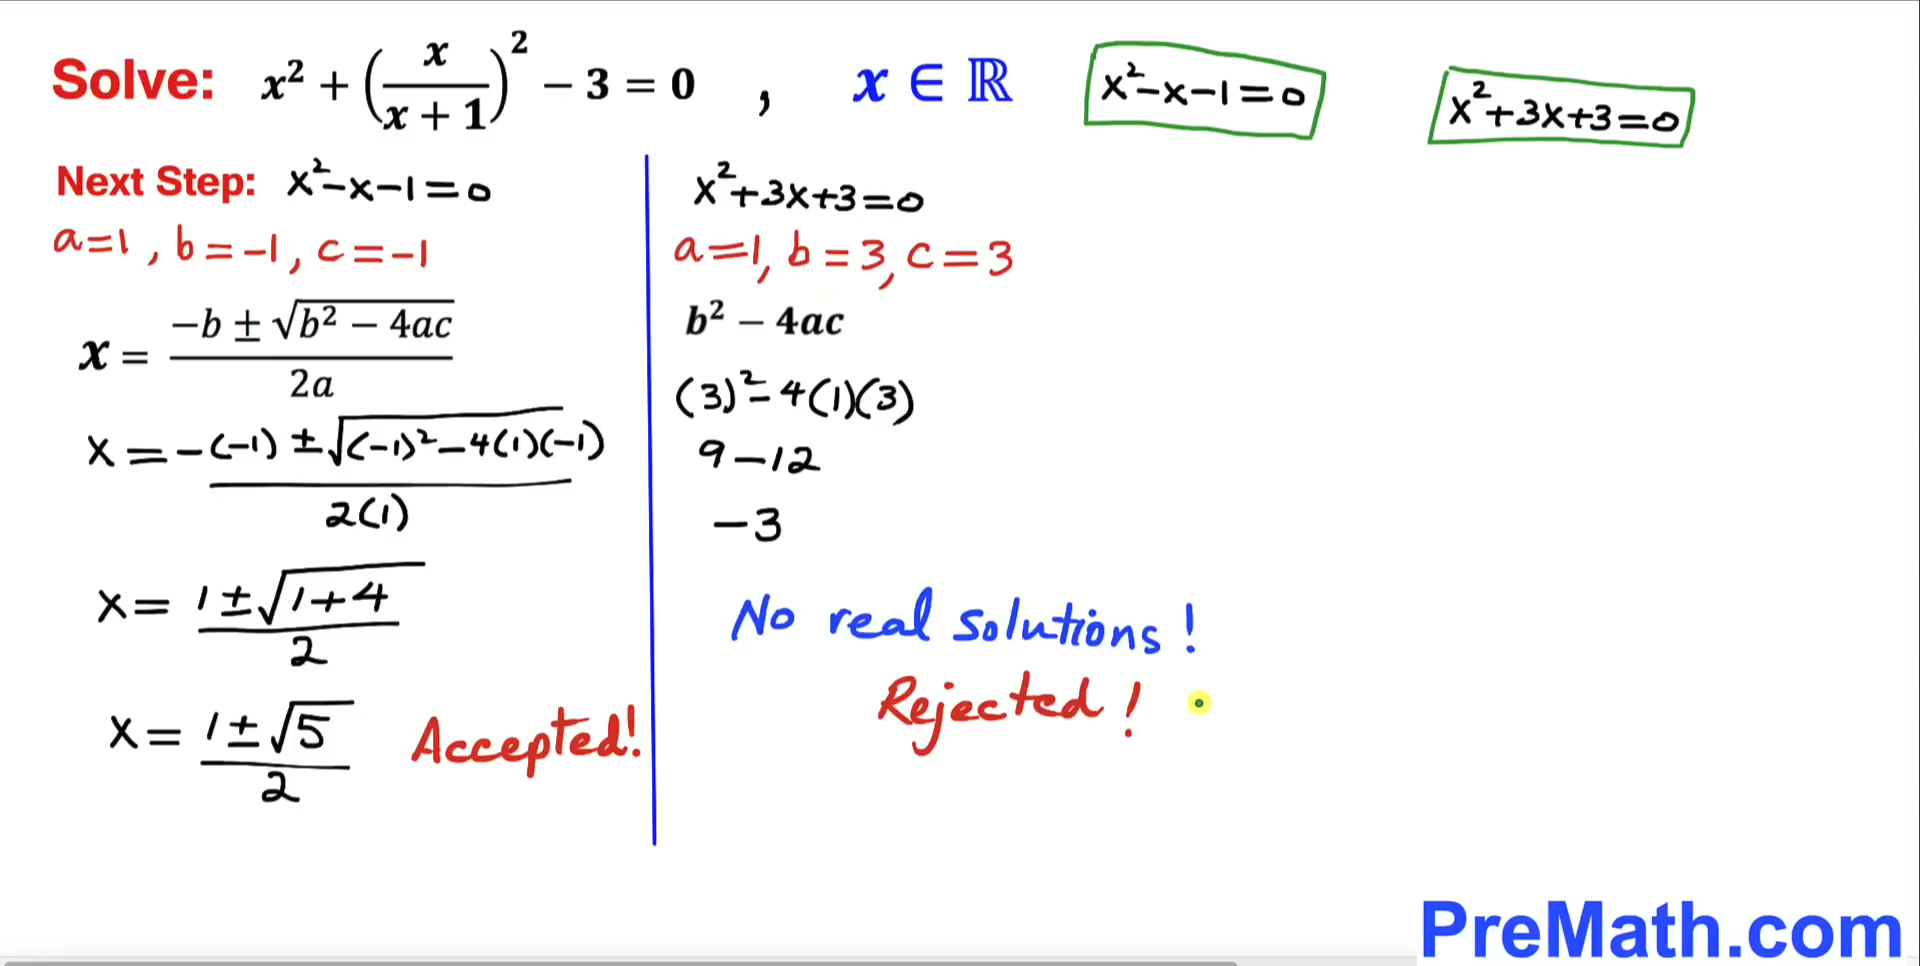 Solve: x² + (x/(x + 1))² − 3 = 0 , x ∈ ℝ
x²−x−1=0
x²+3x+3=0
Next Step: x²−x−1=0
a=1, b=−1, c=−1
x = (−b ± √(b² − 4ac))/(2a)
x = (−(−1) ± √((−1)²−4(1)(−1)))/(2(1))
x = (1±√(1+4))/2
x = (1±√5)/2 Accepted!
x²+3x+3=0
a=1, b=3, c=3
b² − 4ac
(3)²−4(1)(3)
9−12
−3
No real solutions!
Rejected!
PreMath.com